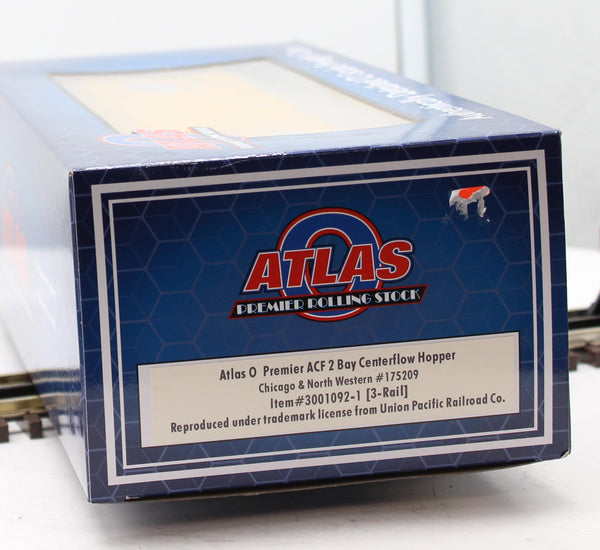 ATLAS
O
ATLAS
PREMIER ROLLING STOCK
Atlas O Premier ACF 2 Bay Centerflow Hopper
Chicago & North Western #175209
Item#3001092-1 [3-Rail]
Reproduced under trademark license from Union Pacific Railroad Co.